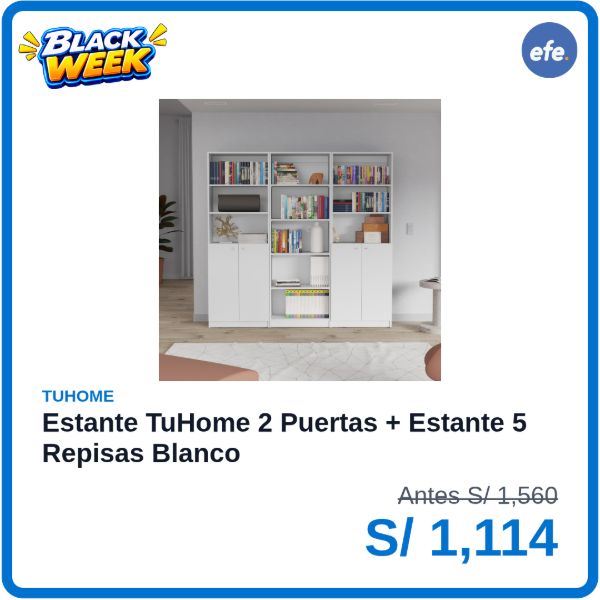 BLACK
WEEK
efe.
TUHOME
Estante TuHome 2 Puertas + Estante 5
Repisas Blanco
Antes S/ 1,560
S/ 1,114